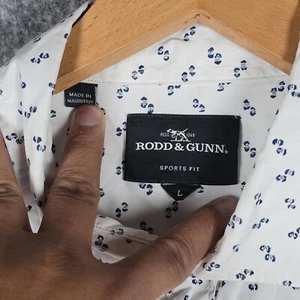 MADE IN
MAURITIUS
RODD & GUNN.
SPORTS FIT
L